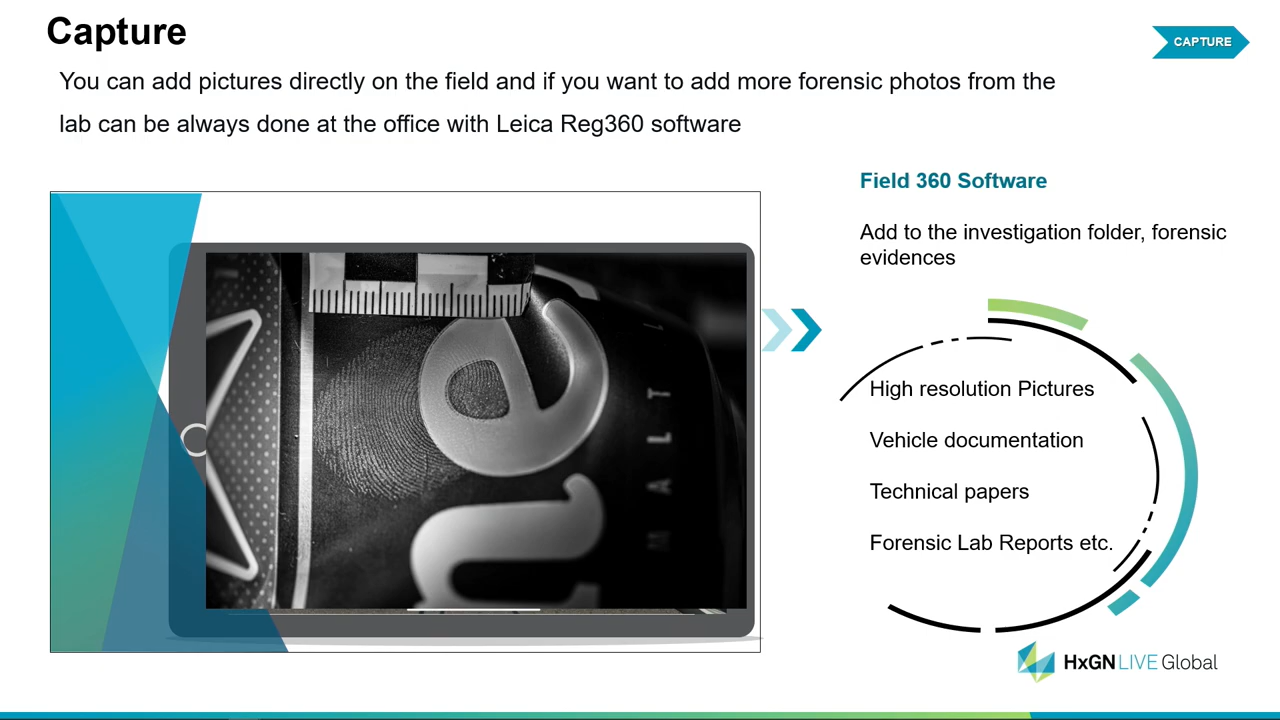 Capture
CAPTURE
You can add pictures directly on the field and if you want to add more forensic photos from the
lab can be always done at the office with Leica Reg360 software
Field 360 Software
Add to the investigation folder, forensic
evidences
High resolution Pictures
Vehicle documentation
Technical papers
Forensic Lab Reports etc.
HxGN LIVE Global
ne
MALT